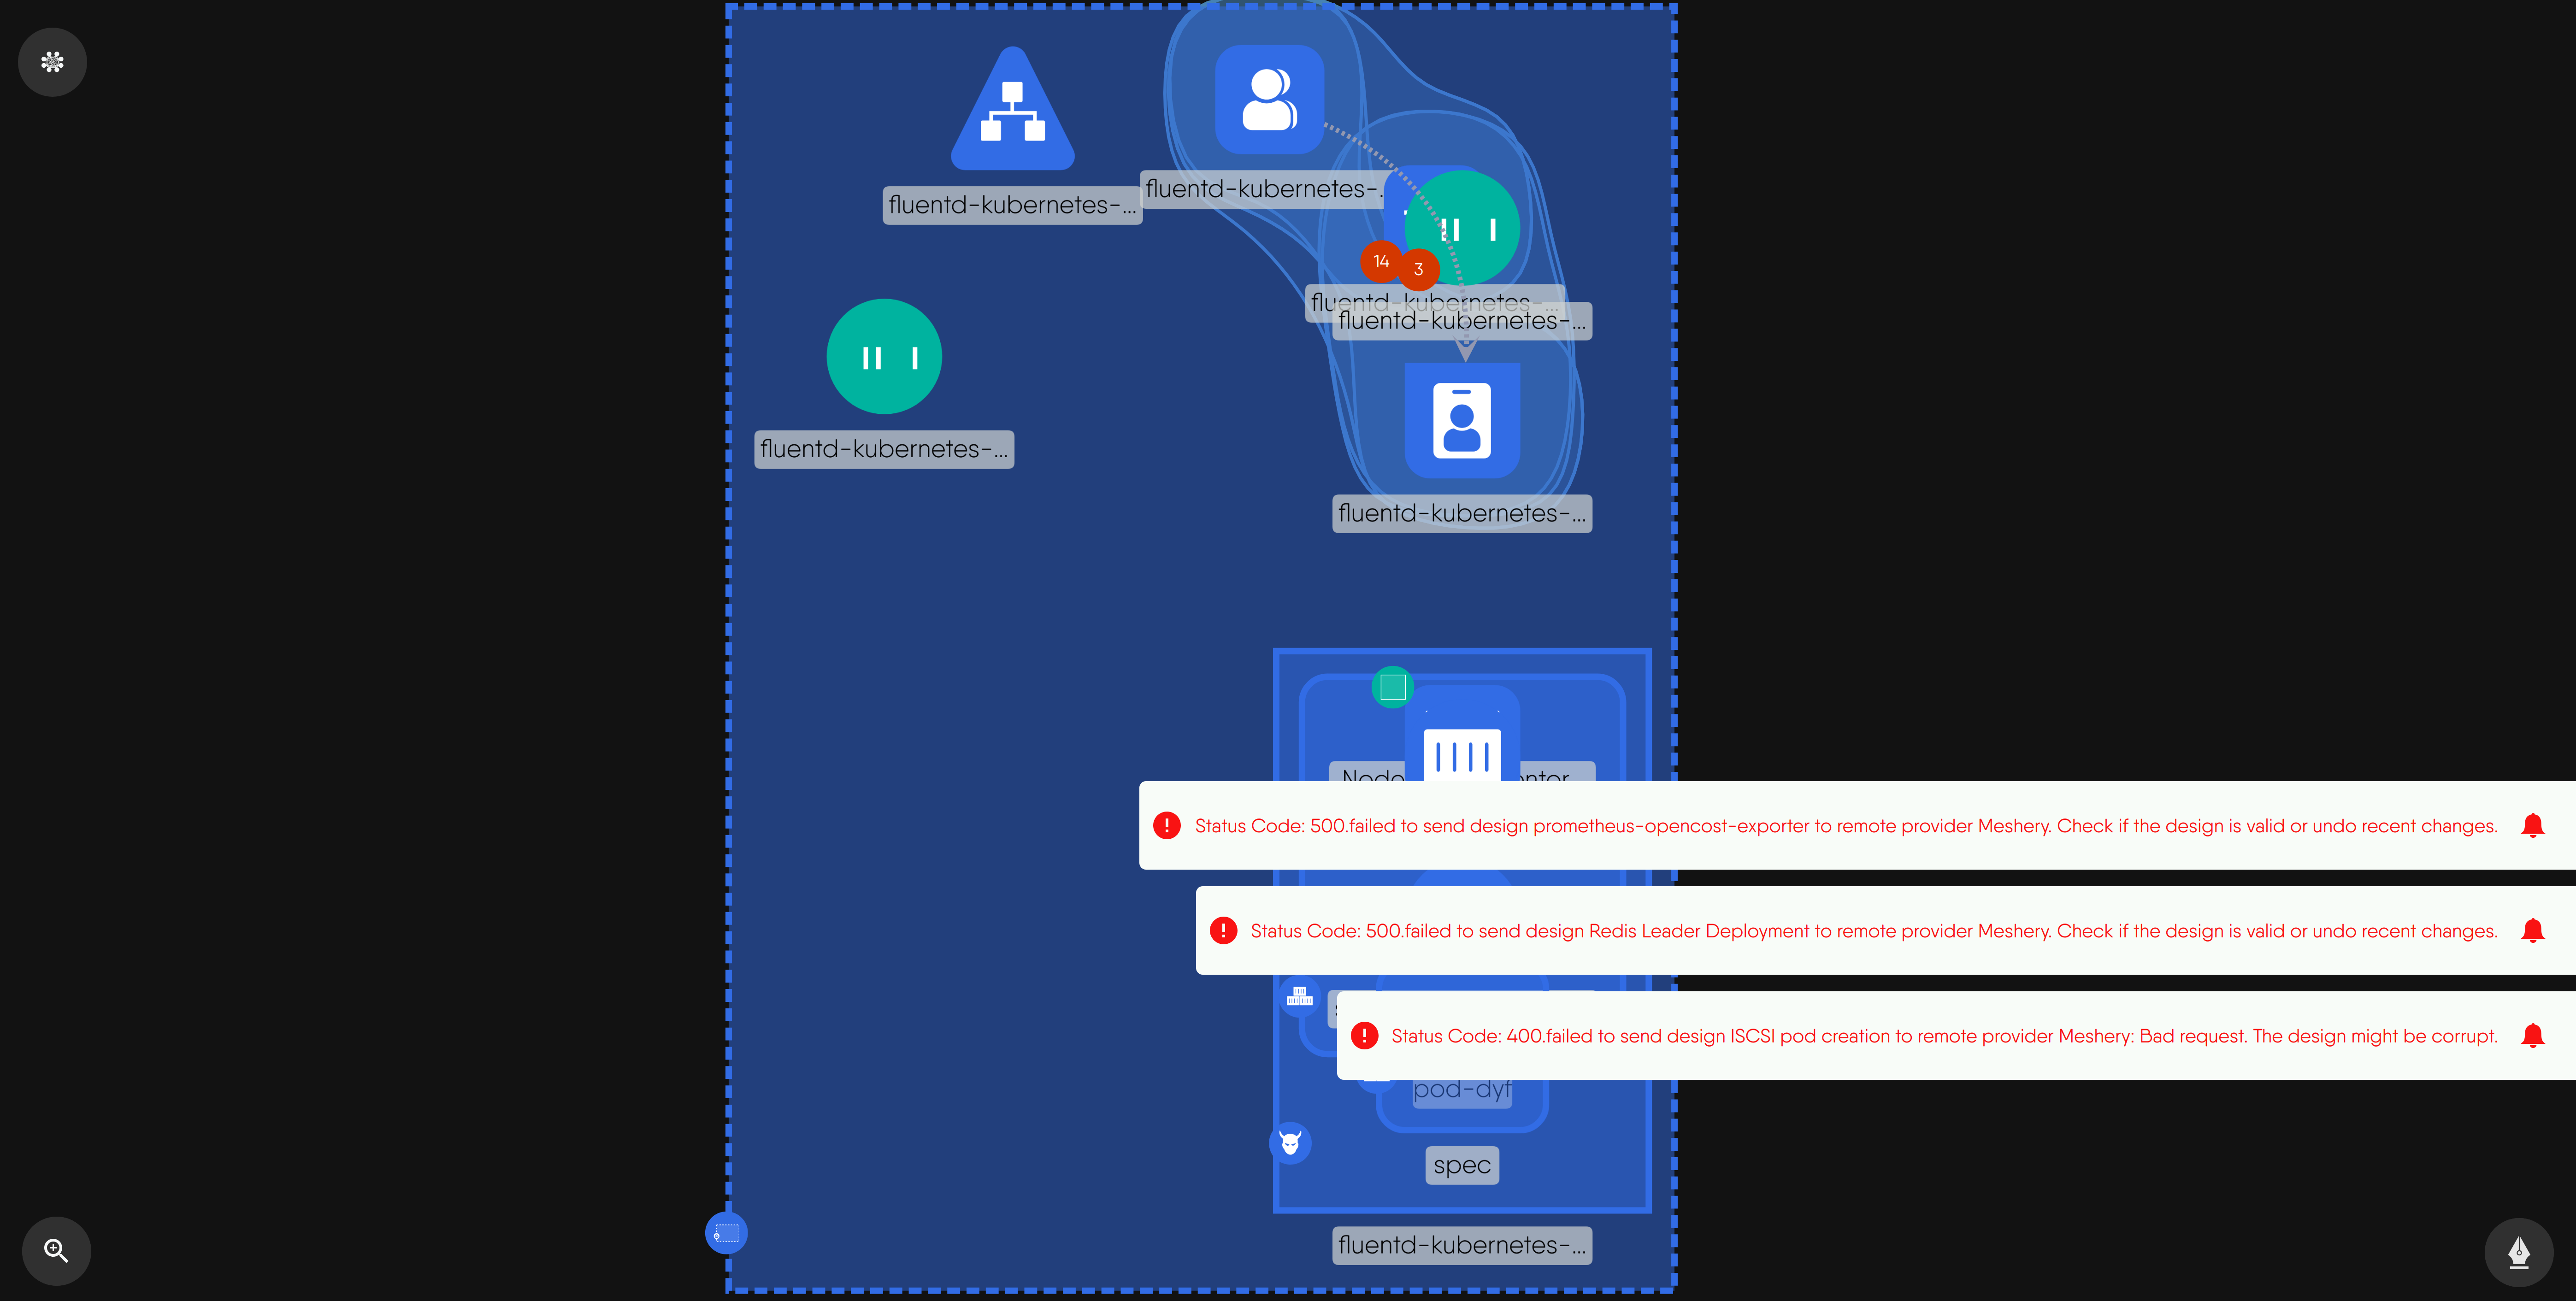 fluentd-kubernetes-...
fluentd-kubernetes-.
14
3
fluentd-kubernetes-...
fluentd-kubernetes-...
fluentd-kubernetes-...
fluentd-kubernetes-...
Status Code: 500.failed to send design prometheus-opencost-exporter to remote provider Meshery. Check if the design is valid or undo recent changes.
Status Code: 500.failed to send design Redis Leader Deployment to remote provider Meshery. Check if the design is valid or undo recent changes.
Status Code: 400.failed to send design ISCSI pod creation to remote provider Meshery: Bad request. The design might be corrupt.
pod-dyf
spec
fluentd-kubernetes-...